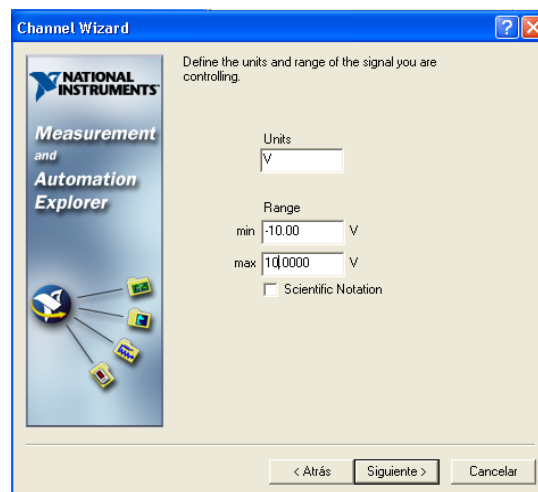 Channel Wizard
Define the units and range of the signal you are
controlling.
NATIONAL
INSTRUMENTS
Measurement
and
Automation
Explorer
Units
V
Range
min -10.00 V
max 10.0000 V
Scientific Notation
< Atrás
Siguiente >
Cancelar